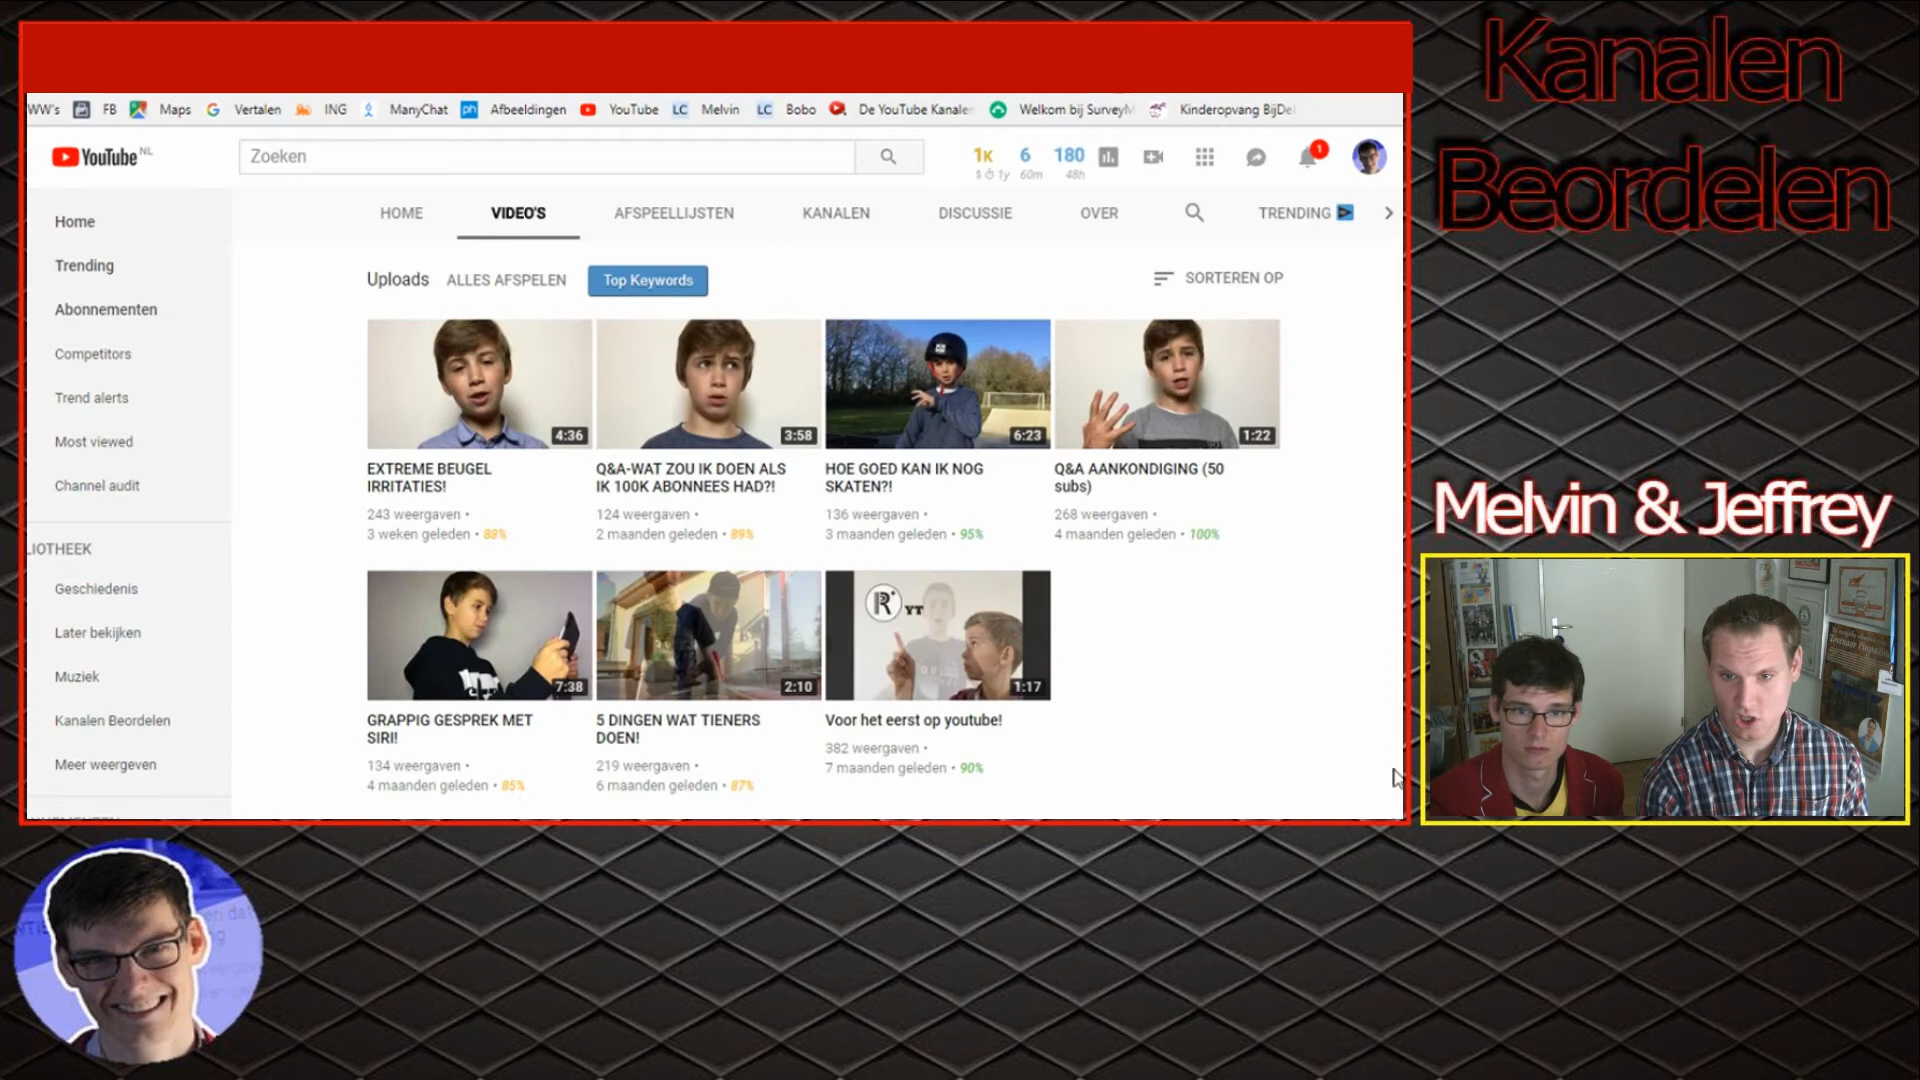 Kanalen
Beordelen
WW's FB Maps Vertalen ING ManyChat Afbeeldingen YouTube LC Melvin LC Bobo De YouTube Kanalen Welkom bij SurveyM Kinderopvang BijDe
YouTube NL
Zoeken
1K 6 180
1y 60m 48h
1
HOME VIDEO'S AFSPEELLIJSTEN KANALEN DISCUSSIE OVER TRENDING
Home
Trending
Abonnementen
Competitors
Trend alerts
Most viewed
Channel audit
LIOTHEEK
Geschiedenis
Later bekijken
Muziek
Kanalen Beordelen
Meer weergeven
Uploads ALLES AFSPELEN Top Keywords SORTEREN OP
4:36
EXTREME BEUGEL
IRRITATIES!
243 weergaven •
3 weken geleden • 88%
3:58
Q&A-WAT ZOU IK DOEN ALS
IK 100K ABONNEES HAD?!
124 weergaven •
2 maanden geleden • 89%
6:23
HOE GOED KAN IK NOG
SKATEN?!
136 weergaven •
3 maanden geleden • 95%
1:22
Q&A AANKONDIGING (50
subs)
268 weergaven •
4 maanden geleden • 100%
7:38
GRAPPIG GESPREK MET
SIRI!
134 weergaven •
4 maanden geleden • 85%
2:10
5 DINGEN WAT TIENERS
DOEN!
219 weergaven •
6 maanden geleden • 87%
R YT
1:17
Voor het eerst op youtube!
382 weergaven •
7 maanden geleden • 90%
Melvin & Jeffrey